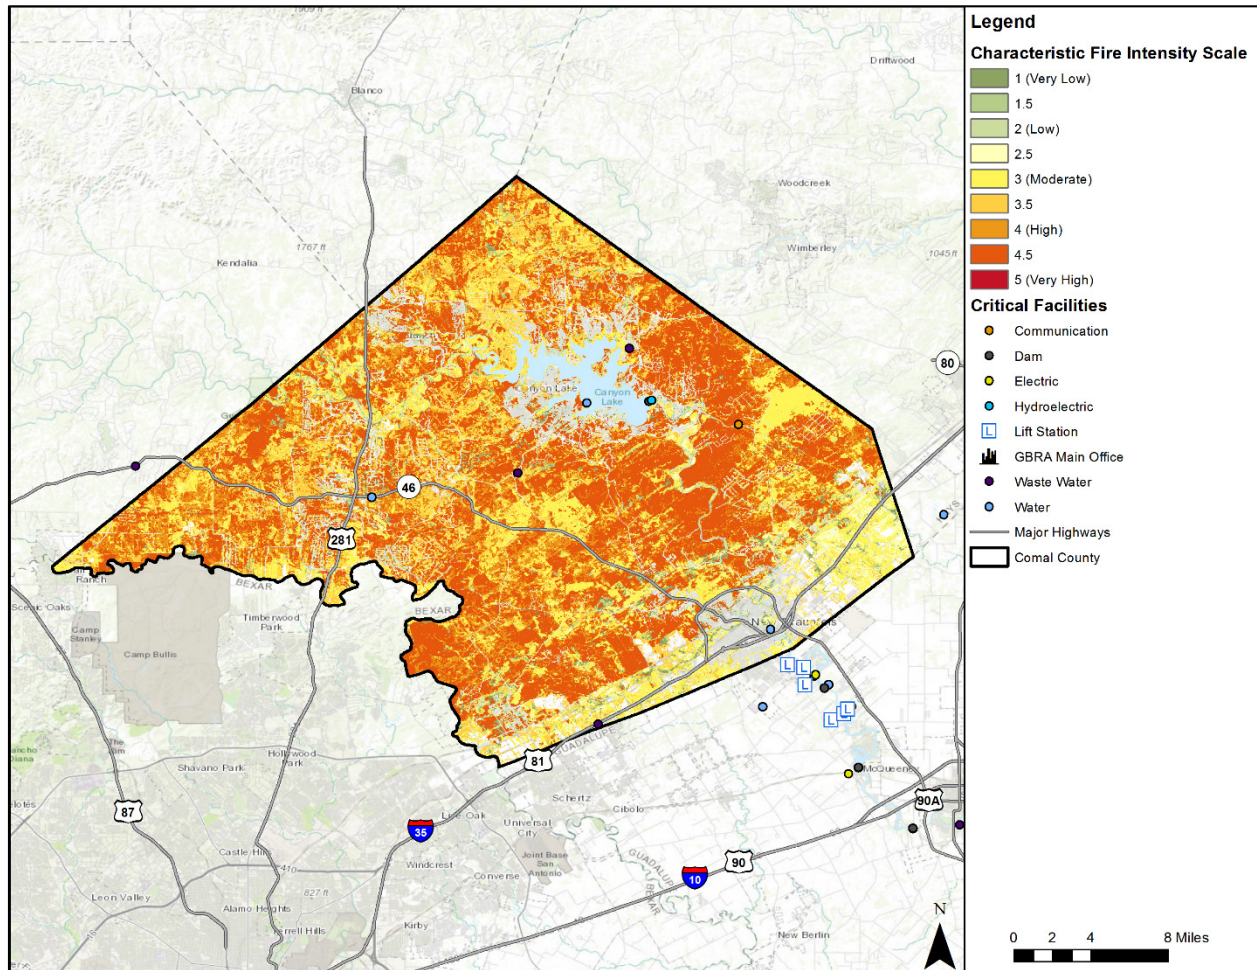 1909 ft
Driftwood
Blanco
Woodcreek
Wimberley
1767 ft
1045 ft
Kendalia
80
Canyon
Lake
46
281
Ranch
BEXAR
BEXAR
Scenic Oaks
Camp
Stanley
Timberwood
Park
Camp Bullis
81
GUADALUPE
McQueeney
Hollywood
Park
Shavano Park
Schertz
Cibolo
90A
87
Live Oak
Universal
City
35
Castle Hills
410
Windcrest
Joint Base
San
Antonio
GUADALUPE
BEXAR
90
10
Converse
827 ft
Leon Valley
Alamo Heights
Terrell Hills
Kirby
New Berlin
Legend
Characteristic Fire Intensity Scale
1 (Very Low)
1.5
2 (Low)
2.5
3 (Moderate)
3.5
4 (High)
4.5
5 (Very High)
Critical Facilities
Communication
Dam
Electric
Hydroelectric
L Lift Station
GBRA Main Office
Waste Water
Water
Major Highways
Comal County
L
L
L
L
L
L
N
0 2 4 8 Miles